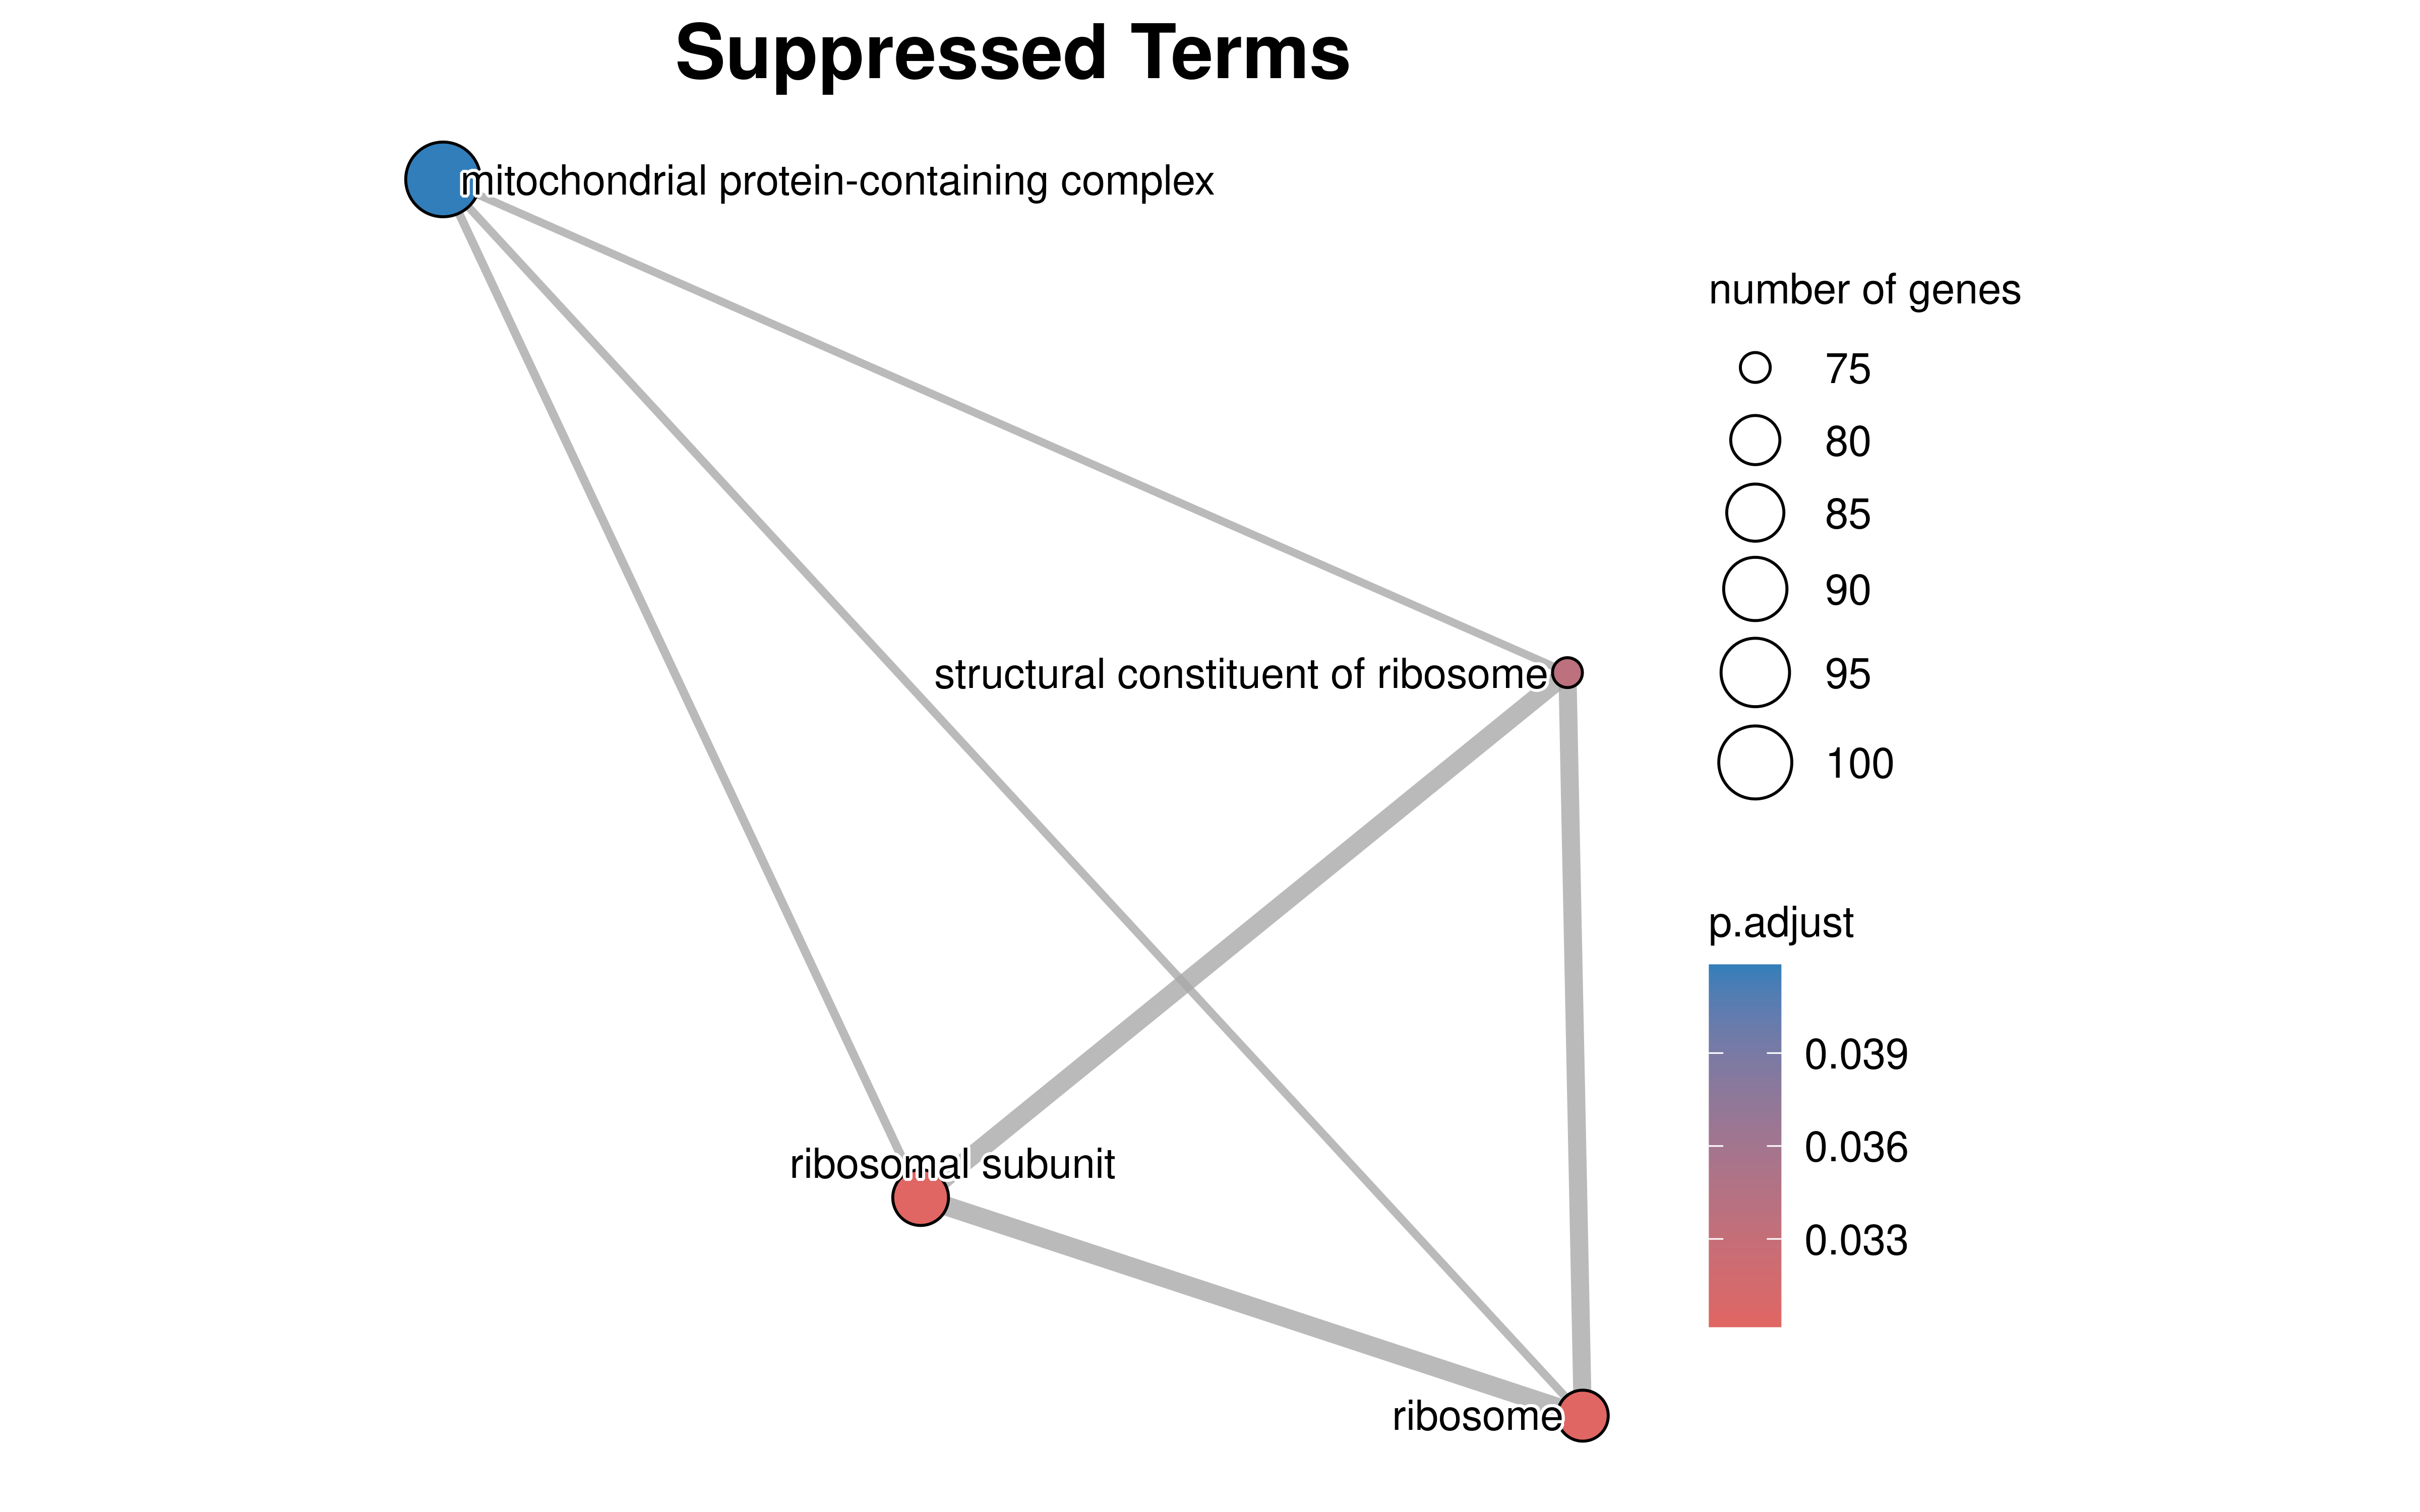 Suppressed Terms
mitochondrial protein-containing complex
number of genes
75
80
85
90
95
100
structural constituent of ribosome
p.adjust
0.039
0.036
0.033
ribosomal subunit
ribosome